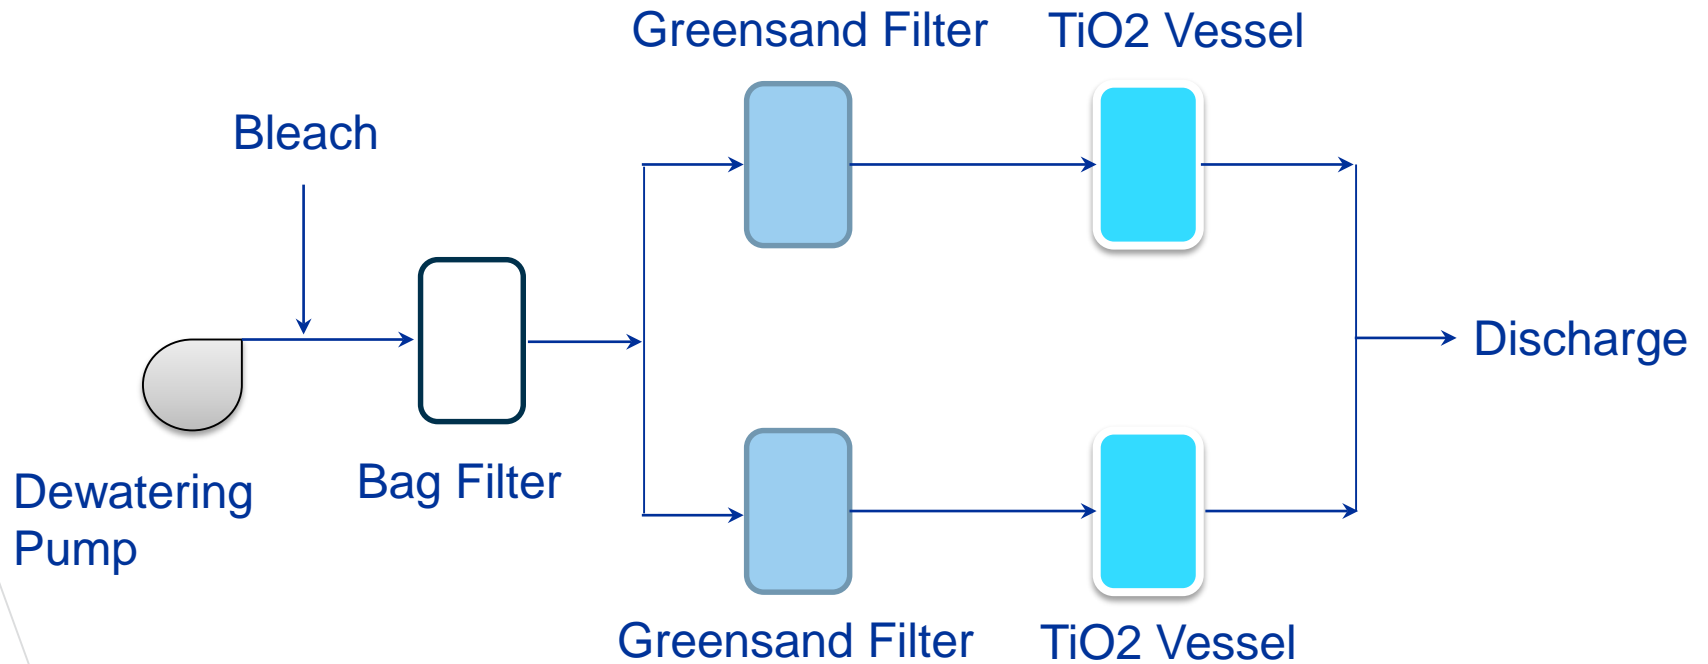 Greensand Filter
TiO2 Vessel
Bleach
Discharge
Bag Filter
Dewatering
Pump
Greensand Filter
TiO2 Vessel